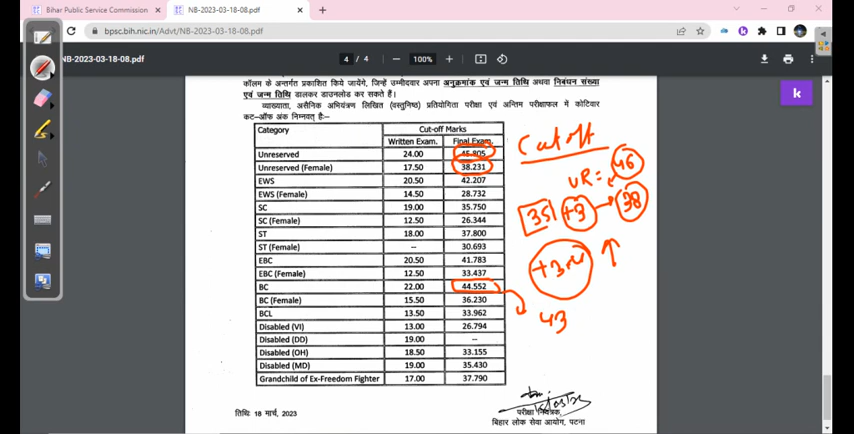 Bihar Public Service Commission
NB-2023-03-18-08.pdf
bpsc.bih.nic.in/Advt/NB-2023-03-18-08.pdf
NB-2023-03-18-08.pdf
4 / 4
100%
कॉलम के अन्तर्गत प्रकाशित किये जायेंगे, जिन्हें उम्मीदवार अपना अनुक्रमांक एवं जन्म तिथि अथवा निबंधन संख्या
एवं जन्म तिथि डालकर डाउनलोड कर सकते हैं।
व्याख्याता, असैनिक अभियंत्रण लिखित (वस्तुनिष्ठ) प्रतियोगिता परीक्षा एवं अन्तिम परीक्षाफल में कोटिवार
कट-ऑफ अंक निम्नवत् है:-
Category Cut-off Marks
Written Exam. Final Exam.
Unreserved 24.00 45.805
Unreserved (Female) 17.50 38.231
EWS 20.50 42.207
EWS (Female) 14.50 28.732
SC 19.00 35.750
SC (Female) 12.50 26.344
ST 18.00 37.800
ST (Female) -- 30.693
EBC 20.50 41.783
EBC (Female) 12.50 33.437
BC 22.00 44.552
BC (Female) 15.50 36.230
BCL 13.50 33.962
Disabled (VI) 13.00 26.794
Disabled (DD) 19.00 --
Disabled (OH) 18.50 33.155
Disabled (MD) 19.00 35.430
Grandchild of Ex-Freedom Fighter 17.00 37.790
तिथि: 18 मार्च, 2023
परीक्षा नियंत्रक,
बिहार लोक सेवा आयोग, पटना
k
Cutoff
UR = 46
35 +3 38
43